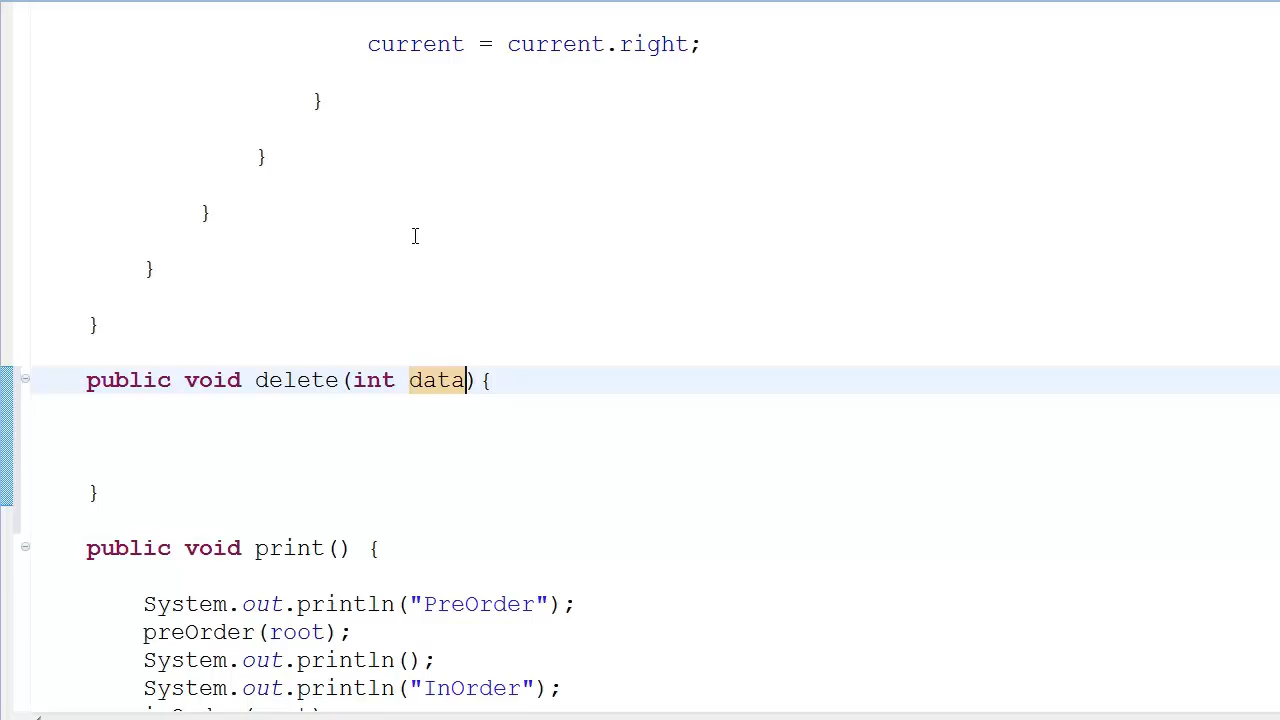 current = current.right;
}
}
}
}
}
public void delete(int data){
}
public void print() {
System.out.println("PreOrder");
preOrder(root);
System.out.println();
System.out.println("InOrder");